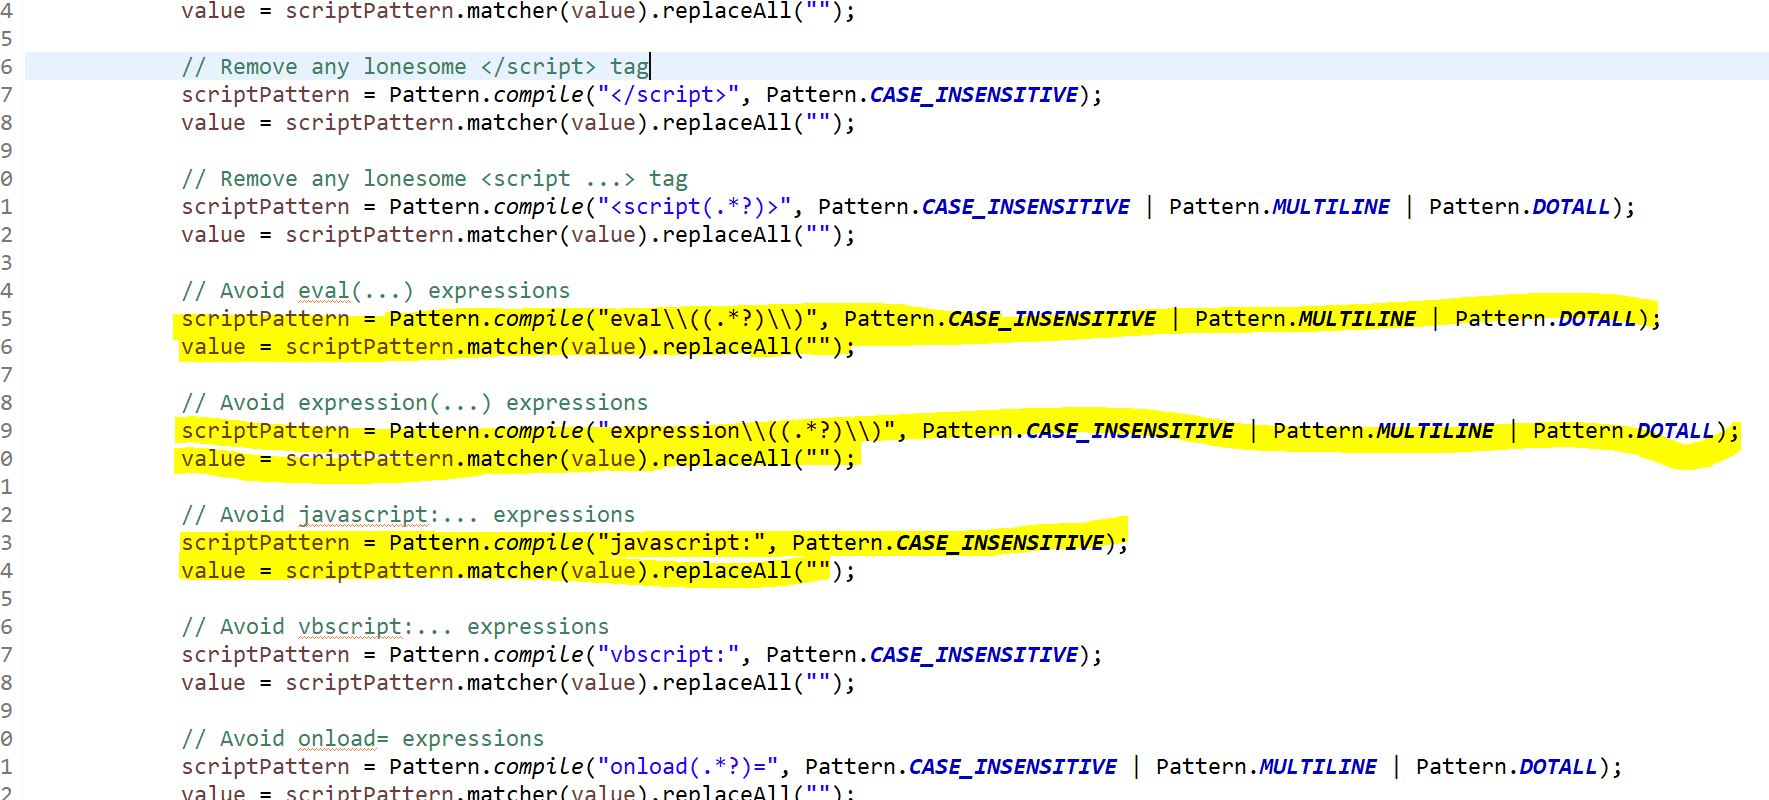 4 value = scriptPattern.matcher(value).replaceAll("");
5
6 // Remove any lonesome </script> tag
7 scriptPattern = Pattern.compile("</script>", Pattern.CASE_INSENSITIVE);
8 value = scriptPattern.matcher(value).replaceAll("");
9
0 // Remove any lonesome <script ...> tag
1 scriptPattern = Pattern.compile("<script(.*?)>", Pattern.CASE_INSENSITIVE | Pattern.MULTILINE | Pattern.DOTALL);
2 value = scriptPattern.matcher(value).replaceAll("");
3
4 // Avoid eval(...) expressions
5 scriptPattern = Pattern.compile("eval\\((.*?)\\)", Pattern.CASE_INSENSITIVE | Pattern.MULTILINE | Pattern.DOTALL);
6 value = scriptPattern.matcher(value).replaceAll("");
7
8 // Avoid expression(...) expressions
9 scriptPattern = Pattern.compile("expression\\((.*?)\\)", Pattern.CASE_INSENSITIVE | Pattern.MULTILINE | Pattern.DOTALL);
0 value = scriptPattern.matcher(value).replaceAll("");
1
2 // Avoid javascript:... expressions
3 scriptPattern = Pattern.compile("javascript:", Pattern.CASE_INSENSITIVE);
4 value = scriptPattern.matcher(value).replaceAll("");
5
6 // Avoid vbscript:... expressions
7 scriptPattern = Pattern.compile("vbscript:", Pattern.CASE_INSENSITIVE);
8 value = scriptPattern.matcher(value).replaceAll("");
9
0 // Avoid onload= expressions
1 scriptPattern = Pattern.compile("onload(.*?)=", Pattern.CASE_INSENSITIVE | Pattern.MULTILINE | Pattern.DOTALL);
2 value = scriptPattern.matcher(value).replaceAll("");